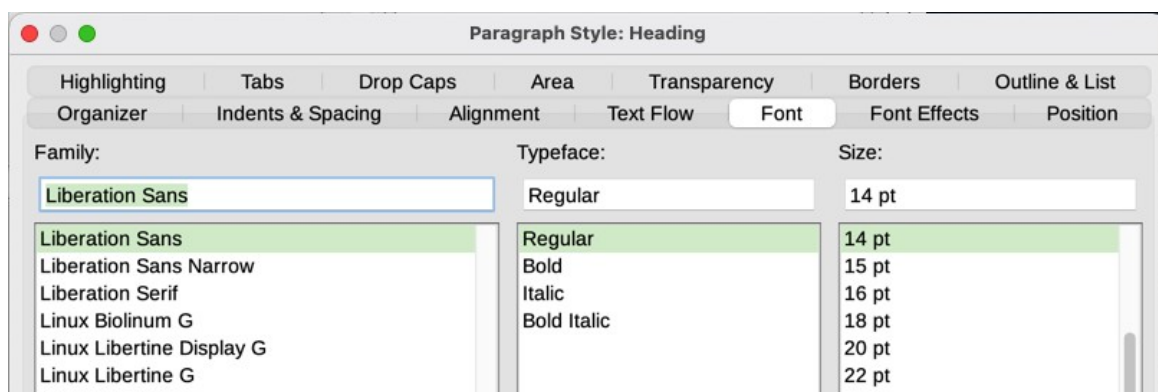 Paragraph Style: Heading
Highlighting Tabs Drop Caps Area Transparency Borders Outline & List
Organizer Indents & Spacing Alignment Text Flow Font Font Effects Position
Family: Typeface: Size:
Liberation Sans Regular 14 pt
Liberation Sans Regular 14 pt
Liberation Sans Narrow Bold 15 pt
Liberation Serif Italic 16 pt
Linux Biolinum G Bold Italic 18 pt
Linux Libertine Display G 20 pt
Linux Libertine G 22 pt